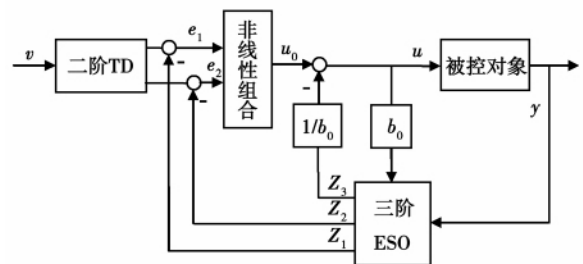 v
二阶TD
e₁
e₂
-
-
非线性组合
u₀
-
u
被控对象
y
1/b₀
b₀
Z₃
Z₂
Z₁
三阶
ESO